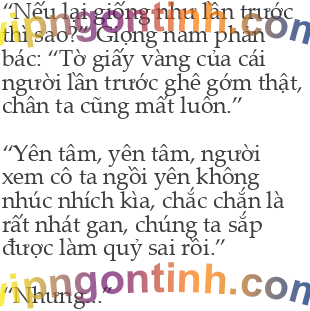 “Nếu lại giống như lần trước
thì sao?” Giọng nam phản
bác: “Tờ giấy vàng của cái
người lần trước ghê gớm thật,
chân ta cũng mất luôn.”
“Yên tâm, yên tâm, người
xem cô ta ngồi yên không
nhúc nhích kìa, chắc chắn là
rất nhát gan, chúng ta sắp
được làm quỷ sai rồi.”
“Nhưng...”
vipngontinh.com
vipngontinh.com